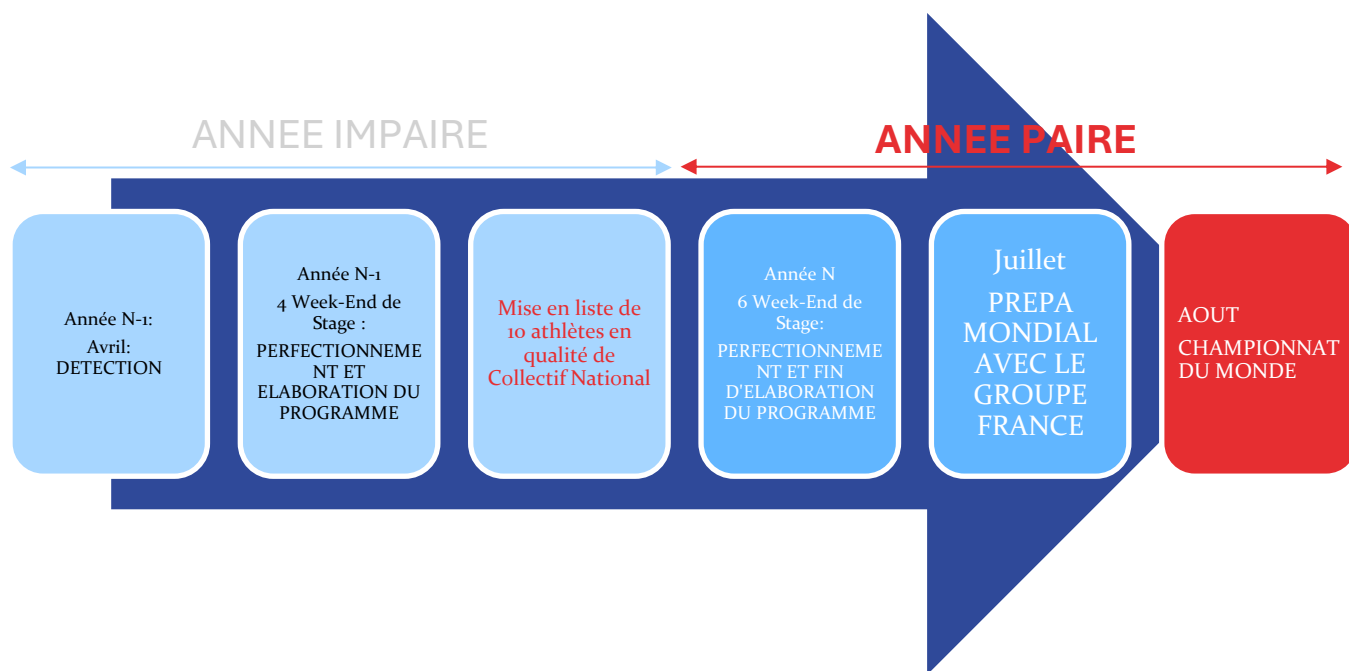 ANNEE IMPAIRE
ANNEE PAIRE
Année N-1:
Avril:
DETECTION
Année N-1
4 Week-End de
Stage :
PERFECTIONNEME
NT ET
ELABORATION DU
PROGRAMME
Mise en liste de
10 athlètes en
qualité de
Collectif National
Année N
6 Week-End de
Stage:
PERFECTIONNEME
NT ET FIN
D'ELABORATION
DU PROGRAMME
Juillet
PREPA
MONDIAL
AVEC LE
GROUPE
FRANCE
AOUT
CHAMPIONNAT
DU MONDE